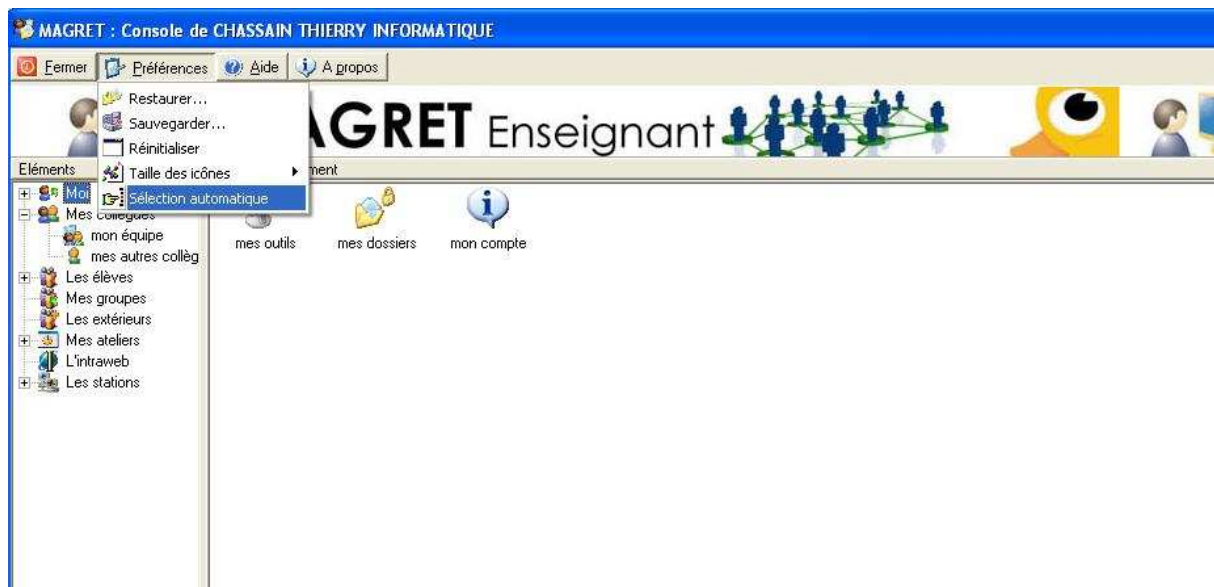 MAGRET : Console de CHASSAIN THIERRY INFORMATIQUE
Fermer Préférences Aide A propos
Restaurer...
Sauvegarder...
Réinitialiser
Taille des icônes
Sélection automatique
AGRET Enseignant
Eléments
ment
Moi
Mes collègues
mon équipe
mes autres collèg
Les élèves
Mes groupes
Les extérieurs
Mes ateliers
L'intraweb
Les stations
mes outils mes dossiers mon compte